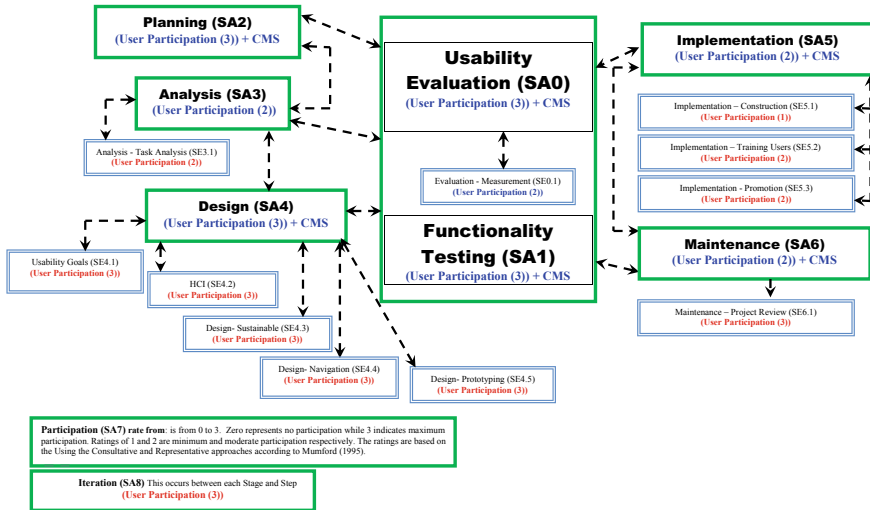 Planning (SA2)
(User Participation (3)) + CMS
Usability
Evaluation (SA0)
(User Participation (3)) + CMS
Implementation (SA5)
(User Participation (2)) + CMS
Analysis (SA3)
(User Participation (2))
Implementation – Construction (SE5.1)
(User Participation (1))
Analysis - Task Analysis (SE3.1)
(User Participation (2))
Implementation – Training Users (SE5.2)
(User Participation (2))
Evaluation - Measurement (SE0.1)
(User Participation (2))
Implementation - Promotion (SE5.3)
(User Participation (2))
Design (SA4)
(User Participation (3)) + CMS
Functionality
Testing (SA1)
(User Participation (3)) + CMS
Maintenance (SA6)
(User Participation (2)) + CMS
Usability Goals (SE4.1)
(User Participation (3))
HCI (SE4.2)
(User Participation (3))
Maintenance – Project Review (SE6.1)
(User Participation (3))
Design- Sustainable (SE4.3)
(User Participation (3))
Design- Navigation (SE4.4)
(User Participation (3))
Design- Prototyping (SE4.5)
(User Participation (3))
Participation (SA7) rate from: is from 0 to 3. Zero represents no participation while 3 indicates maximum
participation. Ratings of 1 and 2 are minimum and moderate participation respectively. The ratings are based on
the Using the Consultative and Representative approaches according to Mumford (1995).
Iteration (SA8) This occurs between each Stage and Step
(User Participation (3))